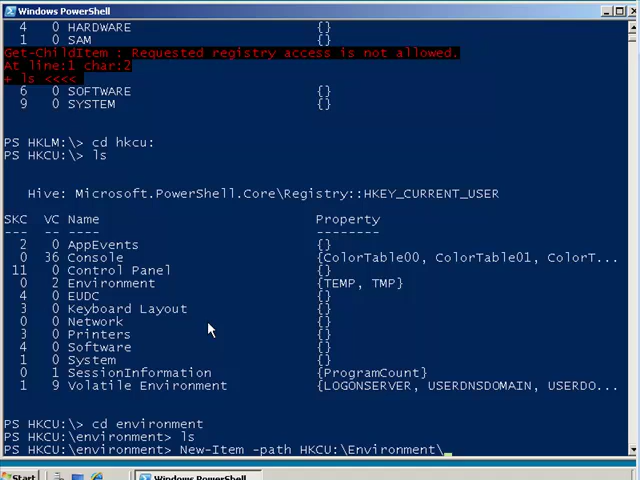 Windows PowerShell
4 0 HARDWARE {}
1 0 SAM {}
Get-ChildItem : Requested registry access is not allowed.
At line:1 char:2
+ ls <<<<
6 0 SOFTWARE {}
9 0 SYSTEM {}
PS HKLM:\> cd hkcu:
PS HKCU:\> ls
Hive: Microsoft.PowerShell.Core\Registry::HKEY_CURRENT_USER
SKC VC Name Property
--- -- ---- --------
2 0 AppEvents {}
0 36 Console {ColorTable00, ColorTable01, ColorT...
11 0 Control Panel {}
0 2 Environment {TEMP, TMP}
4 0 EUDC {}
3 0 Keyboard Layout {}
0 0 Network {}
3 0 Printers {}
4 0 Software {}
1 0 System {}
0 1 SessionInformation {ProgramCount}
1 9 Volatile Environment {LOGONSERVER, USERDNSDOMAIN, USERDO...
PS HKCU:\> cd environment
PS HKCU:\environment> ls
PS HKCU:\environment> New-Item -path HKCU:\Environment\_
Start Windows PowerShell